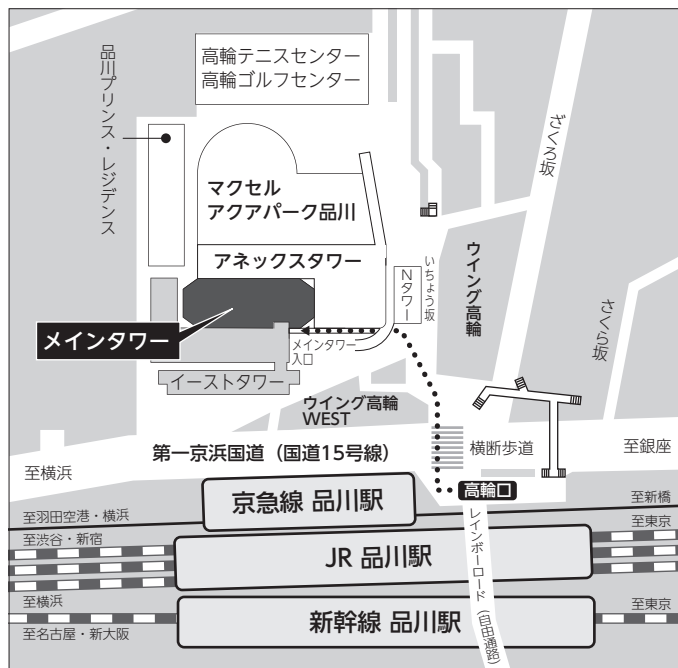 高輪テニスセンター
高輪ゴルフセンター
品川プリンス・レジデンス
ざくろ坂
マクセル
アクアパーク品川
アネックスタワー
Nタワー
いちょう坂
ウイング高輪
さくら坂
メインタワー
メインタワー
入口
イーストタワー
ウイング高輪
WEST
第一京浜国道（国道15号線）
横断歩道
至銀座
至横浜
高輪口
京急線 品川駅
至新橋
至羽田空港・横浜
至渋谷・新宿
至東京
JR 品川駅
レインボーロード（自由通路）
至横浜
至東京
新幹線 品川駅
至名古屋・新大阪